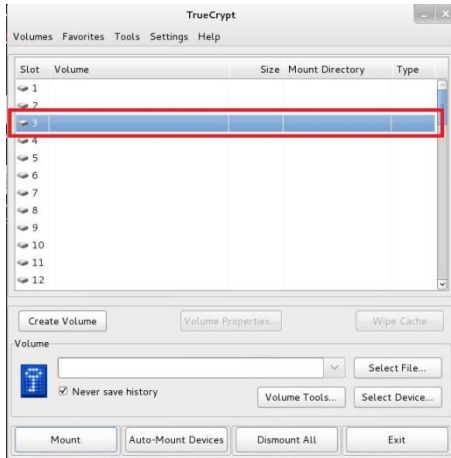 TrueCrypt
Volumes Favorites Tools Settings Help
Slot Volume Size Mount Directory Type
1
2
3
4
5
6
7
8
9
10
11
12
Create Volume Volume Properties... Wipe Cache
Volume
Select File...
Never save history Volume Tools... Select Device...
Mount Auto-Mount Devices Dismount All Exit